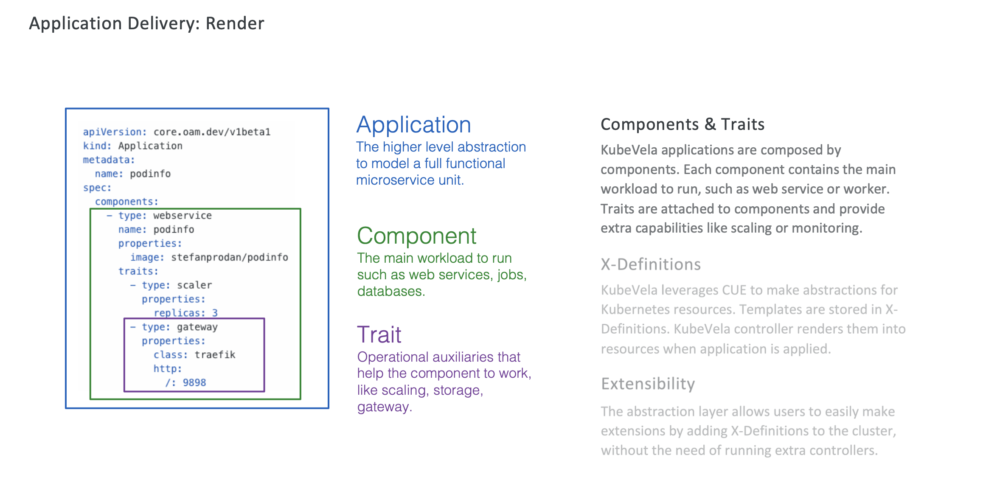 Application Delivery: Render
apiVersion: core.oam.dev/v1beta1
kind: Application
metadata:
  name: podinfo
spec:
  components:
    - type: webservice
      name: podinfo
      properties:
        image: stefanprodan/podinfo
      traits:
        - type: scaler
          properties:
            replicas: 3
        - type: gateway
          properties:
            class: traefik
            http:
              /: 9898
Application
The higher level abstraction
to model a full functional
microservice unit.
Component
The main workload to run
such as web services, jobs,
databases.
Trait
Operational auxiliaries that
help the component to work,
like scaling, storage,
gateway.
Components & Traits
KubeVela applications are composed by
components. Each component contains the main
workload to run, such as web service or worker.
Traits are attached to components and provide
extra capabilities like scaling or monitoring.
X-Definitions
KubeVela leverages CUE to make abstractions for
Kubernetes resources. Templates are stored in X-
Definitions. KubeVela controller renders them into
resources when application is applied.
Extensibility
The abstraction layer allows users to easily make
extensions by adding X-Definitions to the cluster,
without the need of running extra controllers.